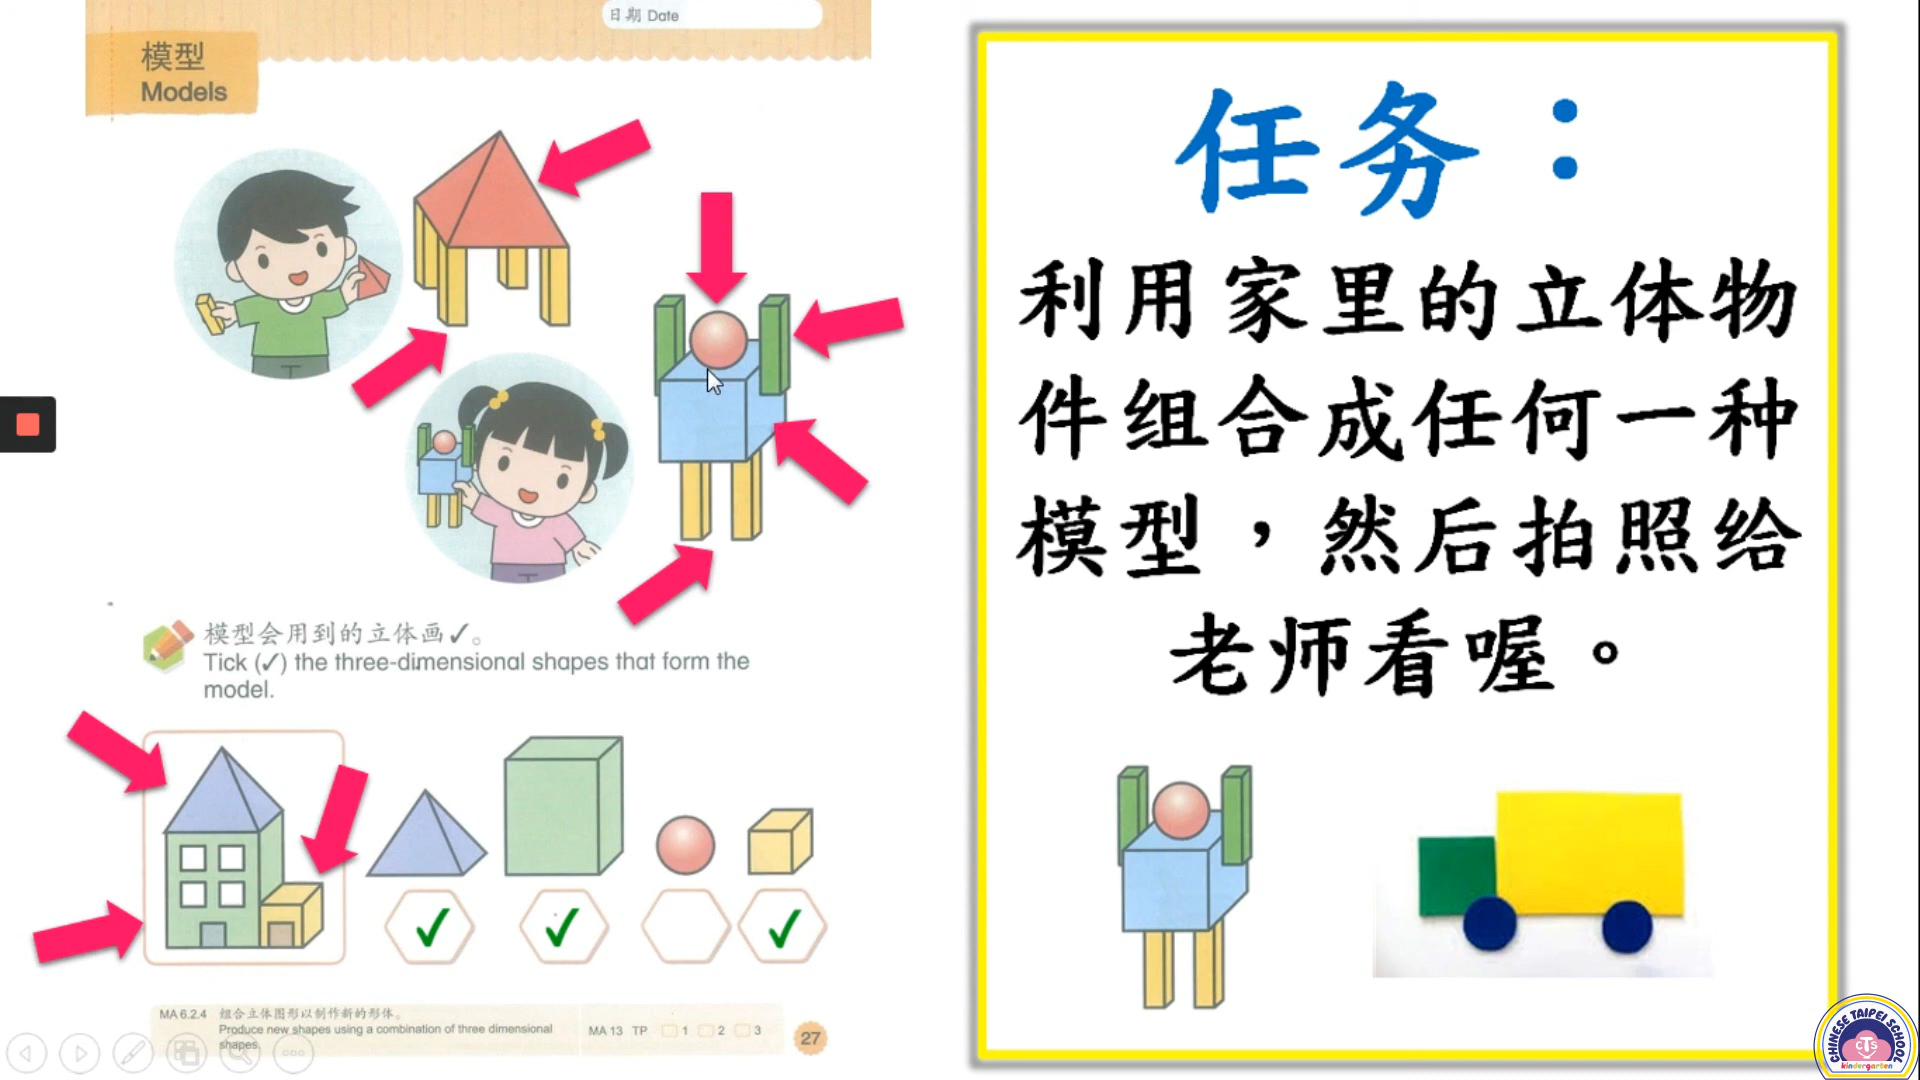 日期 Date
模型
Models
模型会用到的立体画✓。
Tick (✓) the three-dimensional shapes that form the
model.
MA 6.2.4 组合立体图形以制作新的形体。
Produce new shapes using a combination of three dimensional
shapes.
MA 13 TP 1 2 3
27
任务：
利用家里的立体物
件组合成任何一种
模型，然后拍照给
老师看喔。
CHINESE TAIPEI SCHOOL
CTS
kindergarten